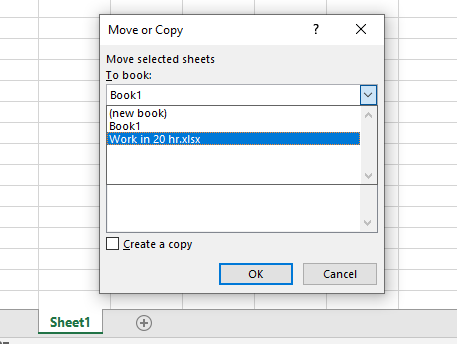 Move or Copy ? ×
Move selected sheets
To book:
Book1
(new book)
Book1
Work in 20 hr.xlsx
Create a copy
OK Cancel
Sheet1